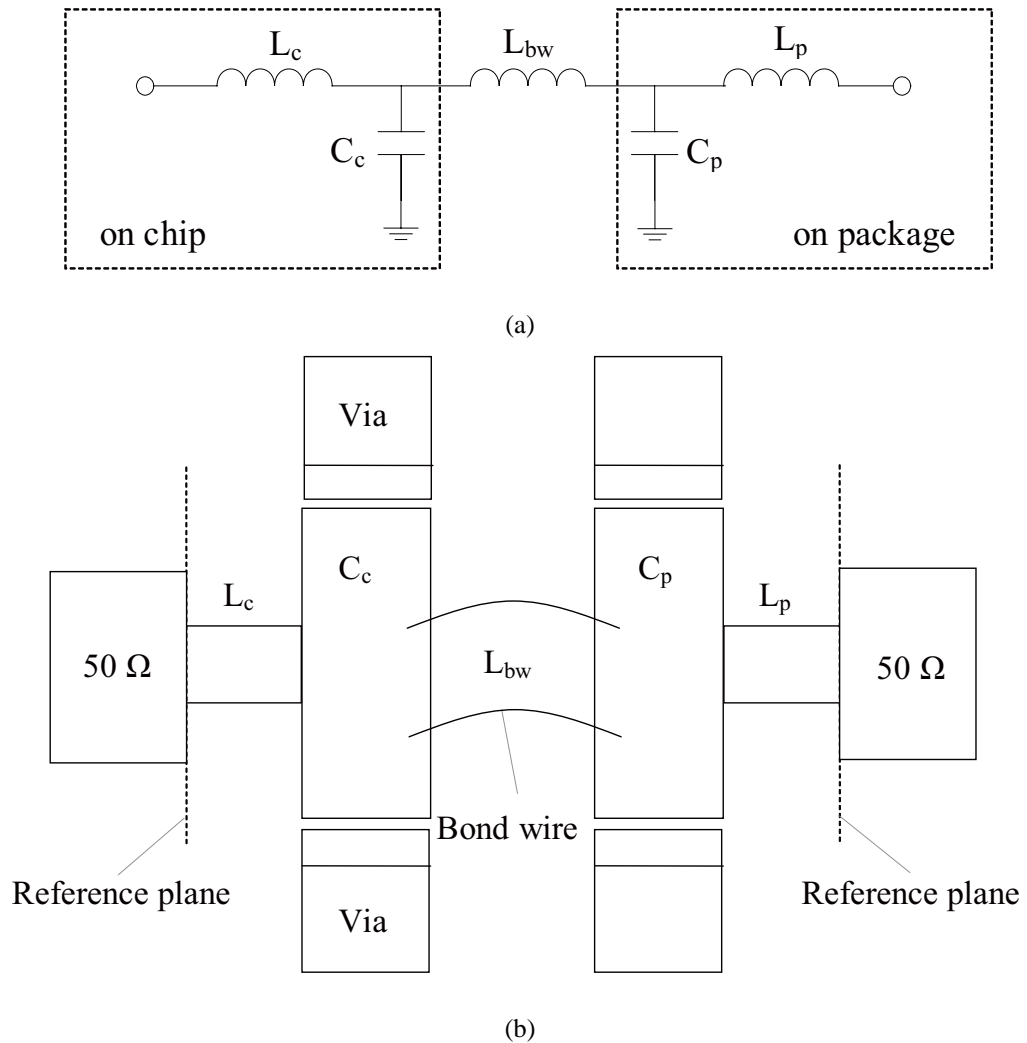 L_c
L_bw
L_p
C_c
C_p
on chip
on package
(a)
Via
C_c
C_p
L_c
L_p
50 Ω
L_bw
50 Ω
Bond wire
Reference plane
Reference plane
Via
(b)